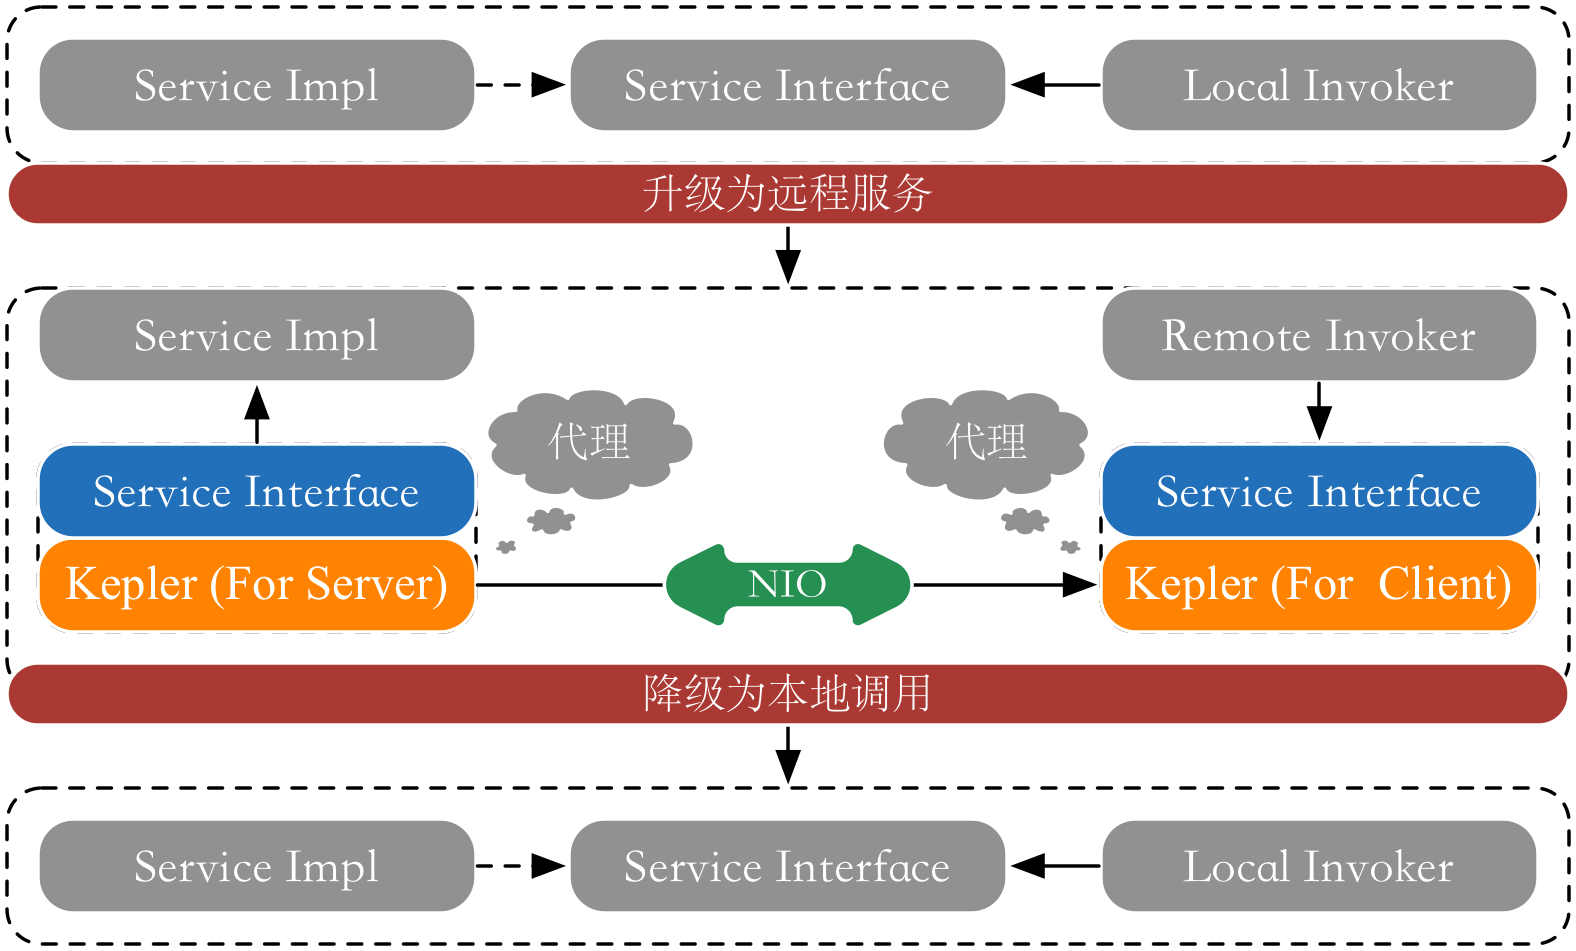 Service Impl
Service Interface
Local Invoker
升级为远程服务
Service Impl
Remote Invoker
代理
代理
Service Interface
Service Interface
Kepler (For Server)
NIO
Kepler (For  Client)
降级为本地调用
Service Impl
Service Interface
Local Invoker